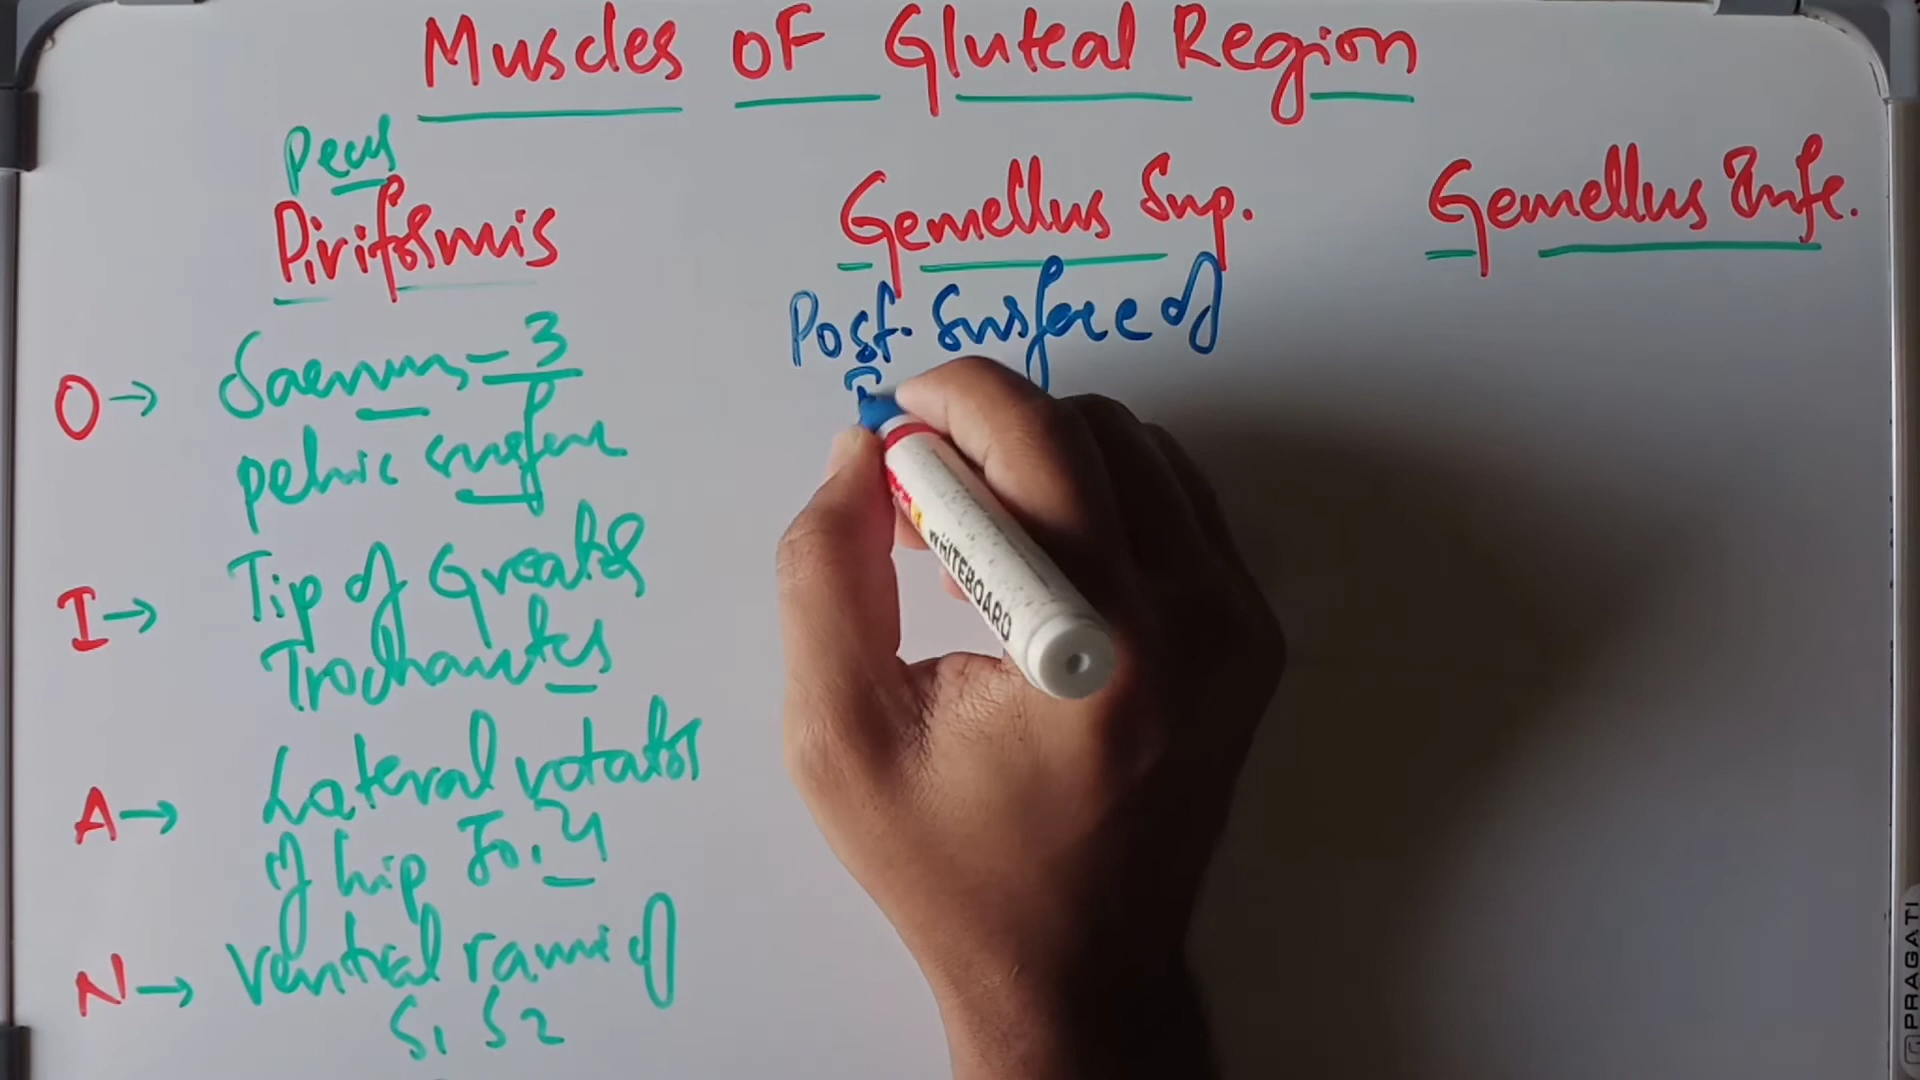 Muscles OF Gluteal Region
Pear
Piriformis
O → Sacrum - 3
pelvic surface
I → Tip of Greater
Trochanter
A → Lateral rotator
of hip Jo.
N → Ventral rami of
S1 S2
Gemellus Sup.
Post. Surface of
Gemellus Infe.
WHITEBOARD
PRAGATI